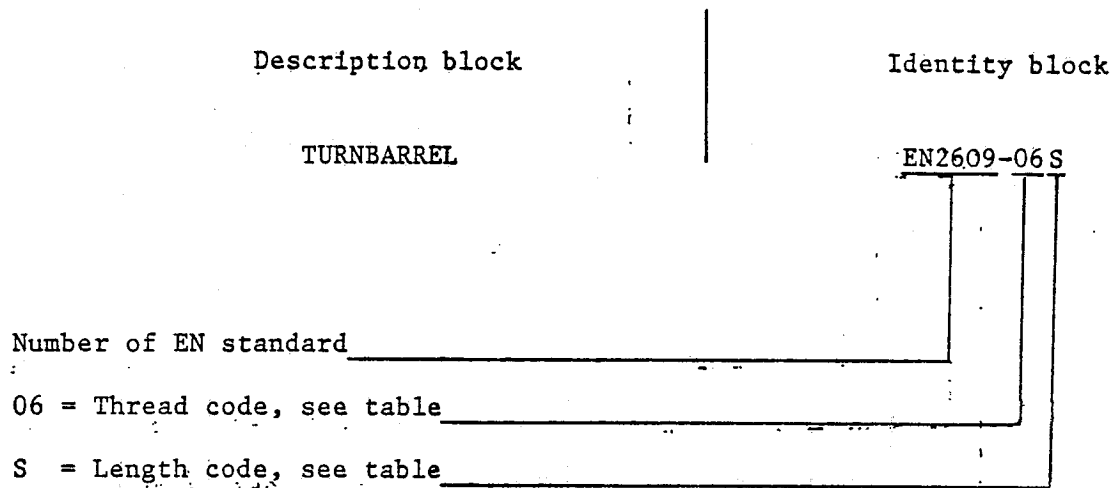 Description block Identity block
TURNBARREL EN2609-06 S
Number of EN standard
06 = Thread code, see table
S = Length code, see table